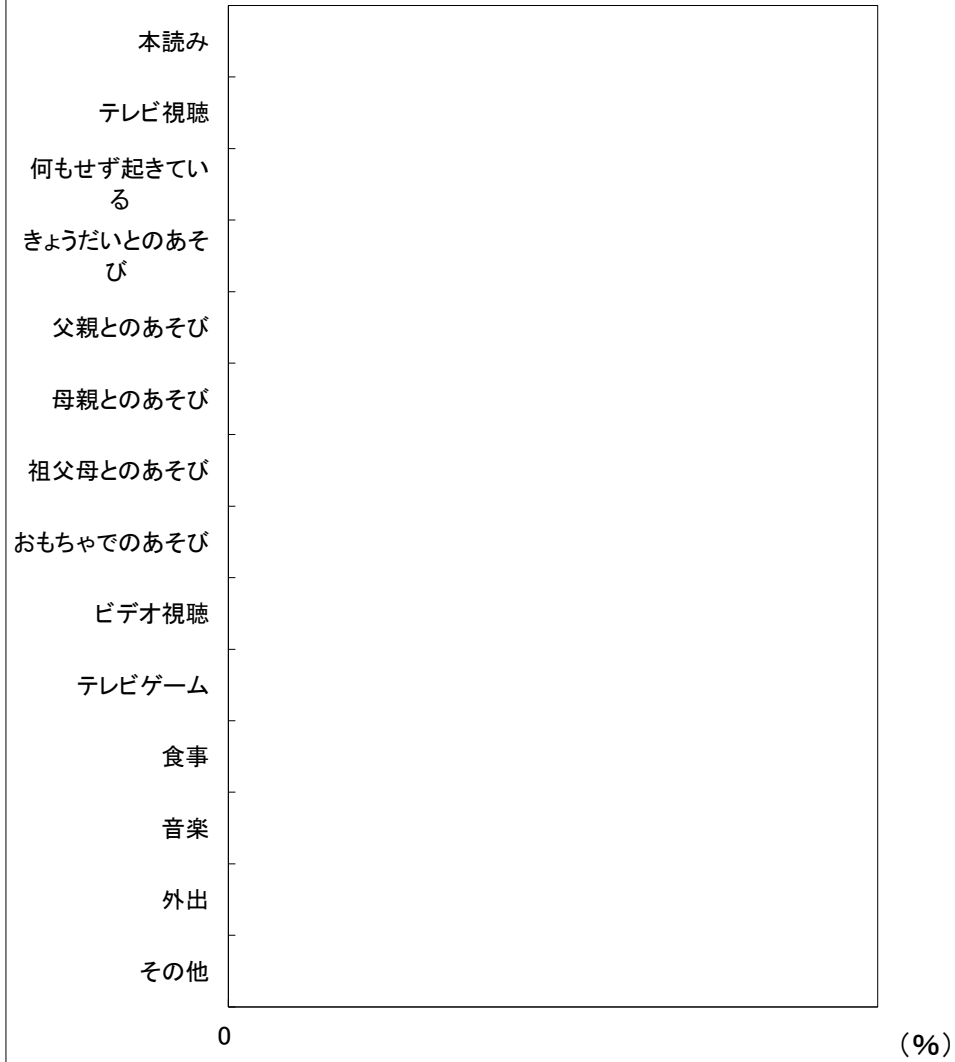 本読み
テレビ視聴
何もせず起きてい
る
きょうだいとのあそ
び
父親とのあそび
母親とのあそび
祖父母とのあそび
おもちゃでのあそび
ビデオ視聴
テレビゲーム
食事
音楽
外出
その他
0
（%）